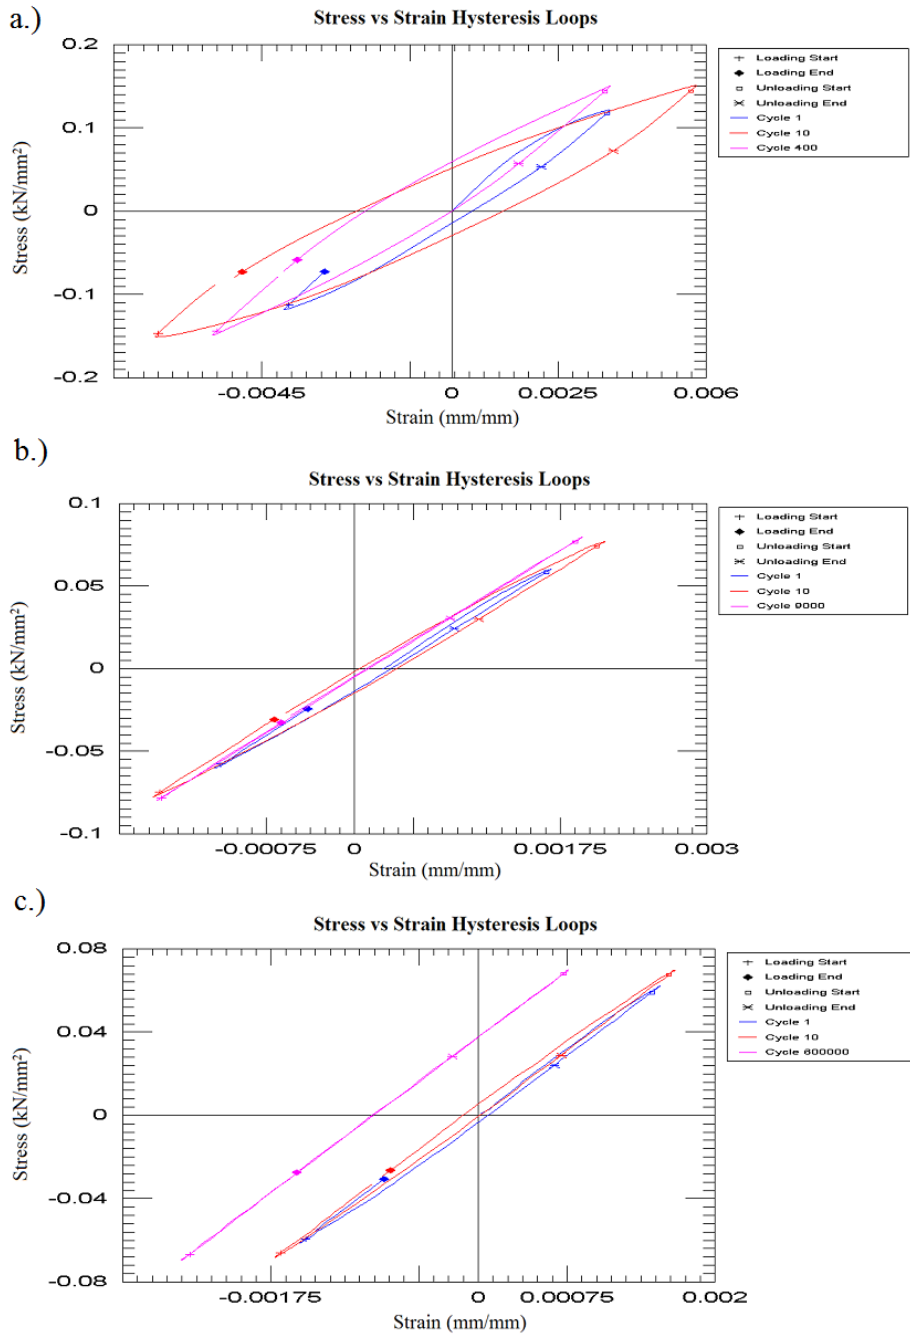 a.)
Stress vs Strain Hysteresis Loops
Stress (kN/mm²)
0.2
0.1
0
-0.1
-0.2
-0.0045 0 0.0025 0.006
Strain (mm/mm)
Loading Start
Loading End
Unloading Start
Unloading End
Cycle 1
Cycle 10
Cycle 400
b.)
Stress vs Strain Hysteresis Loops
Stress (kN/mm²)
0.1
0.05
0
-0.05
-0.1
-0.00075 0 0.00175 0.003
Strain (mm/mm)
Loading Start
Loading End
Unloading Start
Unloading End
Cycle 1
Cycle 10
Cycle 9000
c.)
Stress vs Strain Hysteresis Loops
Stress (kN/mm²)
0.08
0.04
0
-0.04
-0.08
-0.00175 0 0.00075 0.002
Strain (mm/mm)
Loading Start
Loading End
Unloading Start
Unloading End
Cycle 1
Cycle 10
Cycle 600000